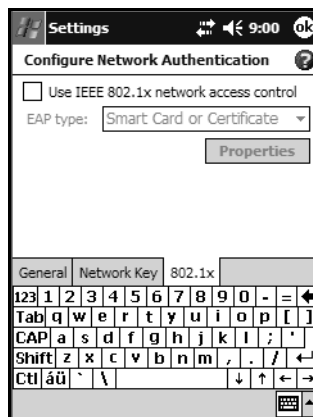 Settings 9:00 ok
Configure Network Authentication ?
Use IEEE 802.1x network access control
EAP type: Smart Card or Certificate
Properties
General Network Key 802.1x
123 1 2 3 4 5 6 7 8 9 0 - =
Tab q w e r t y u i o p [ ]
CAP a s d f g h j k l ; '
Shift z x c v b n m , . /
Ctl áü ` \ ↓ ↑ ← →